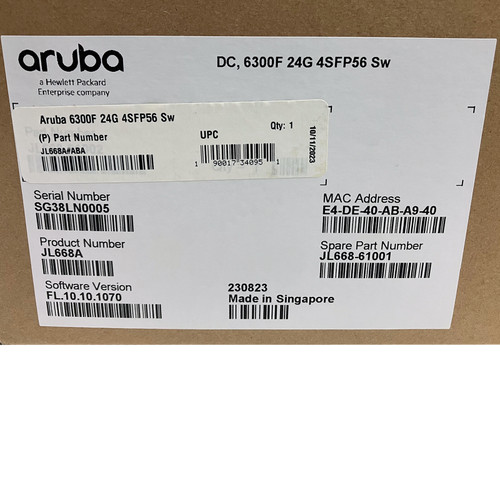 aruba
a Hewlett Packard
Enterprise company
DC, 6300F 24G 4SFP56 Sw
Aruba 6300F 24G 4SFP56 Sw
Qty: 1
10/11/2023
(P) Part Number
UPC
JL668A#ABA
1 90017 34095 1
Serial Number
SG38LN0005
MAC Address
E4-DE-40-AB-A9-40
Product Number
JL668A
Spare Part Number
JL668-61001
Software Version
FL.10.10.1070
230823
Made in Singapore